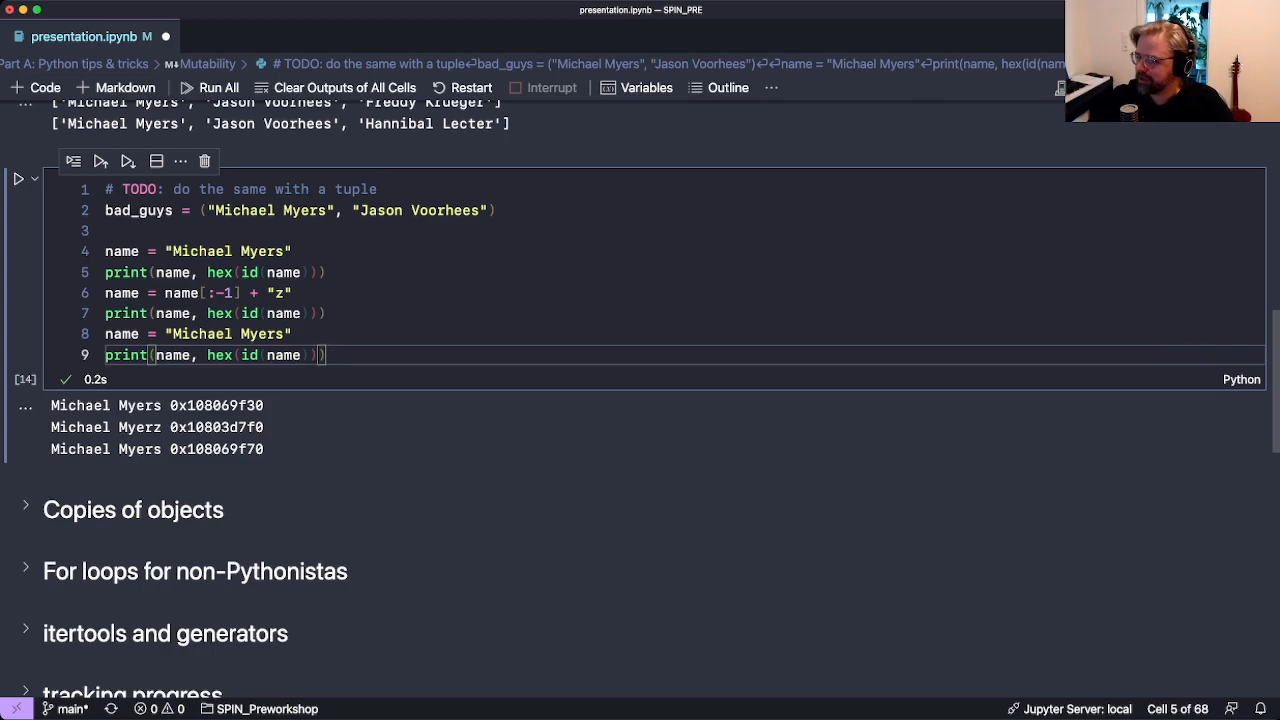 presentation.ipynb — SPIN_PRE
presentation.ipynb M
Part A: Python tips & tricks > M↓Mutability > # TODO: do the same with a tuple↵bad_guys = ("Michael Myers", "Jason Voorhees")↵↵name = "Michael Myers"↵print(name, hex(id(name
+ Code + Markdown Run All Clear Outputs of All Cells Restart Interrupt Variables Outline ...
['Michael Myers', 'Jason Voorhees', 'Freddy Krueger']
['Michael Myers', 'Jason Voorhees', 'Hannibal Lecter']
1 # TODO: do the same with a tuple
2 bad_guys = ("Michael Myers", "Jason Voorhees")
3
4 name = "Michael Myers"
5 print(name, hex(id(name)))
6 name = name[:-1] + "z"
7 print(name, hex(id(name)))
8 name = "Michael Myers"
9 print(name, hex(id(name)))
[14] 0.2s Python
Michael Myers 0x108069f30
Michael Myerz 0x10803d7f0
Michael Myers 0x108069f70
Copies of objects
For loops for non-Pythonistas
itertools and generators
tracking progress
main* 0 0 SPIN_Preworkshop Jupyter Server: local Cell 5 of 68